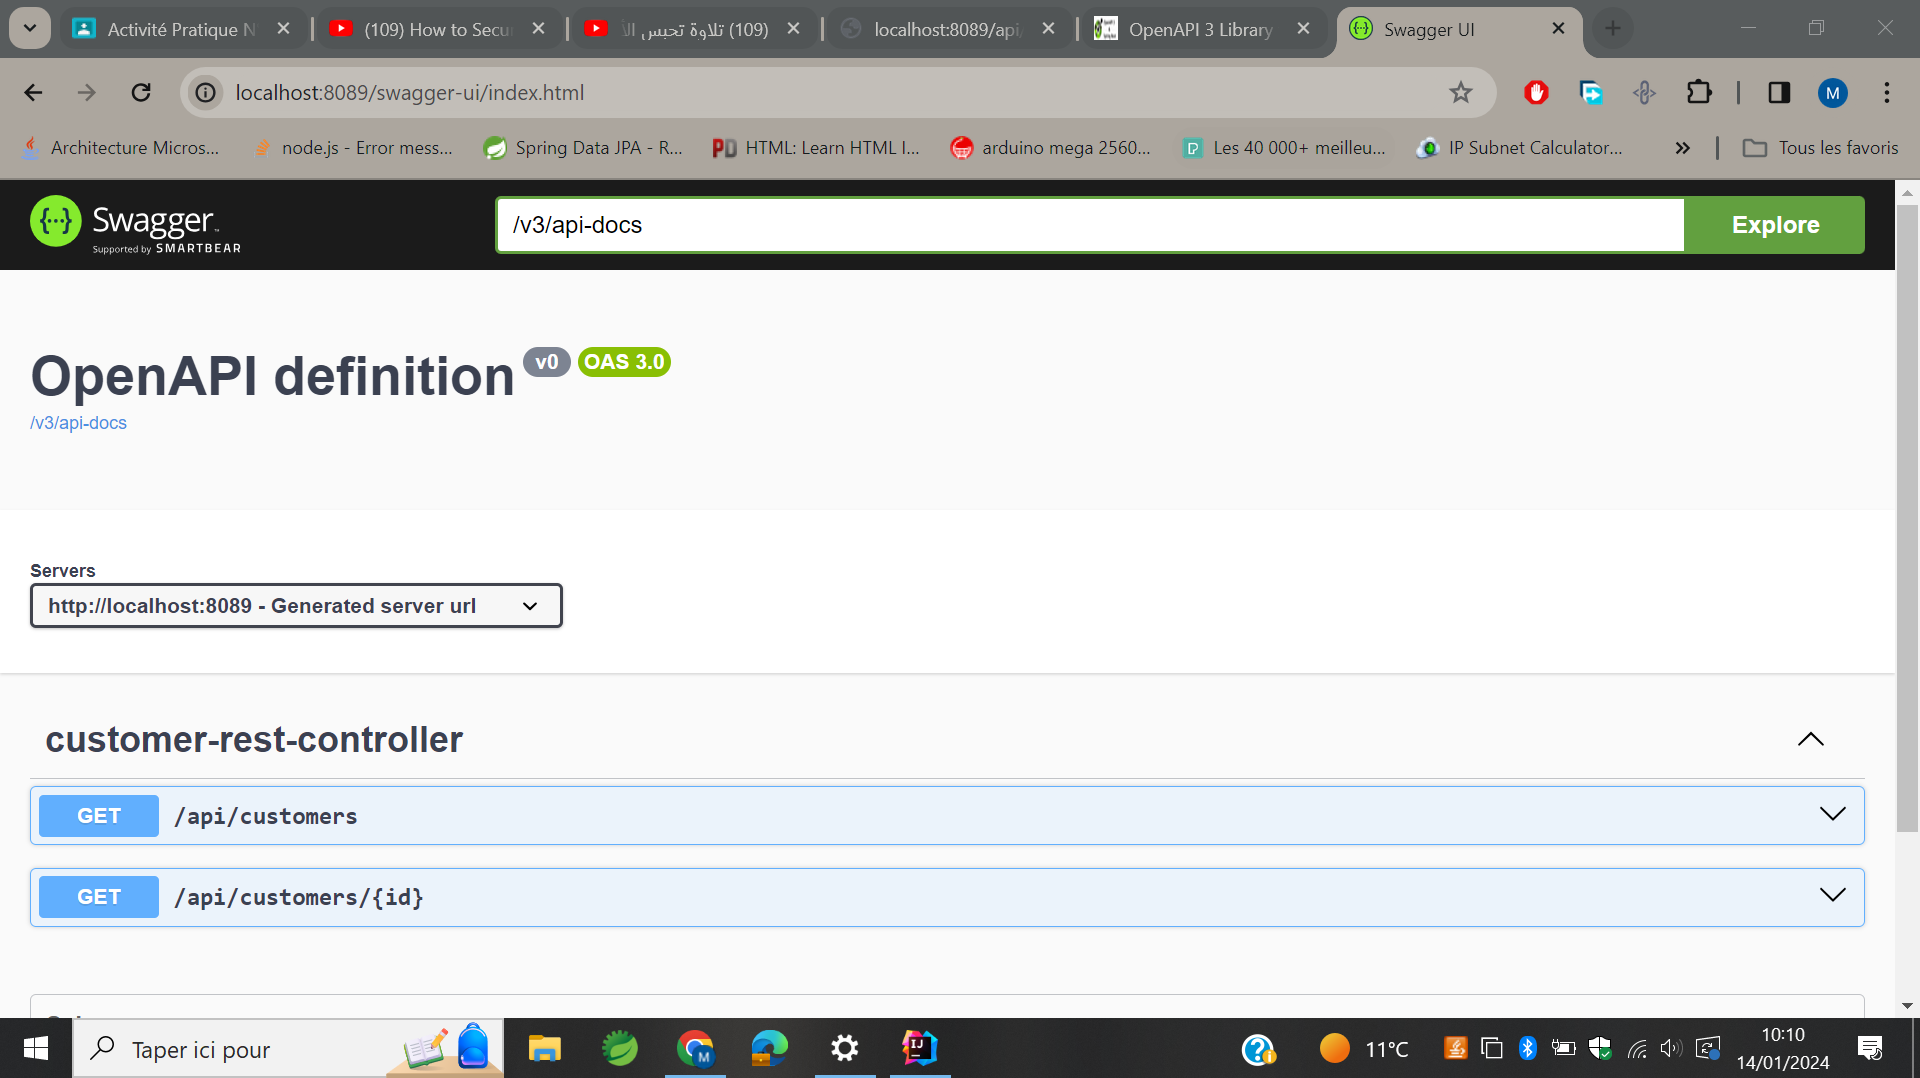 Activité Pratique N
(109) How to Secu
(109) تلاوة تحبس الأ
localhost:8089/api/
OpenAPI 3 Library
Swagger UI
localhost:8089/swagger-ui/index.html
M
Architecture Micros...
node.js - Error mess...
Spring Data JPA - R...
HTML: Learn HTML I...
arduino mega 2560...
Les 40 000+ meilleu...
IP Subnet Calculator...
Tous les favoris
Swagger
Supported by SMARTBEAR
/v3/api-docs
Explore
OpenAPI definition v0 OAS 3.0
/v3/api-docs
Servers
http://localhost:8089 - Generated server url
customer-rest-controller
GET /api/customers
GET /api/customers/{id}
Taper ici pour
11°C
10:10
14/01/2024